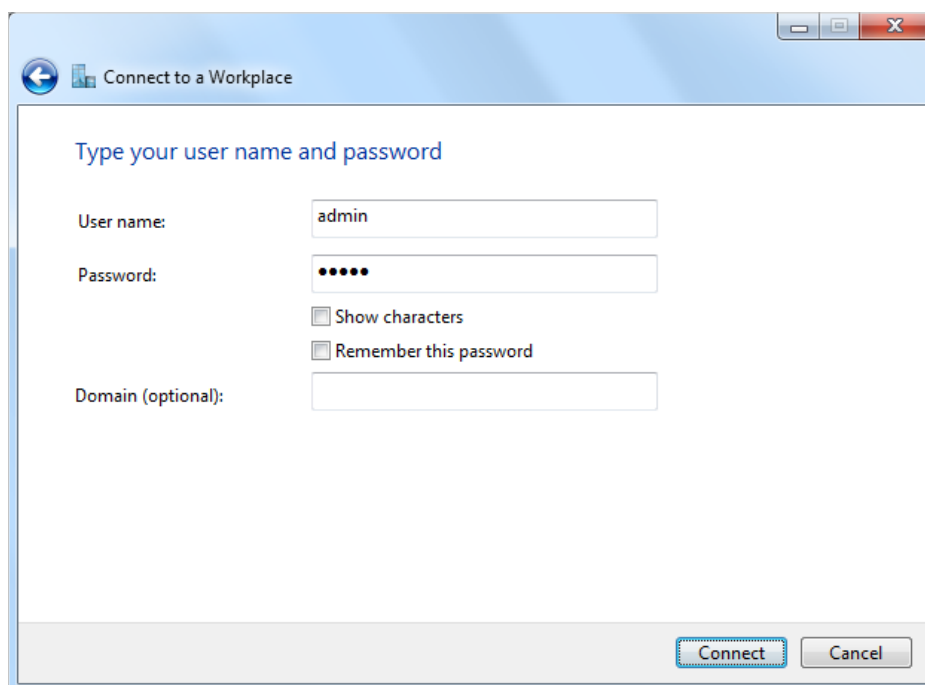 Connect to a Workplace
Type your user name and password
User name:
admin
Password:
•••••
Show characters
Remember this password
Domain (optional):
Connect
Cancel